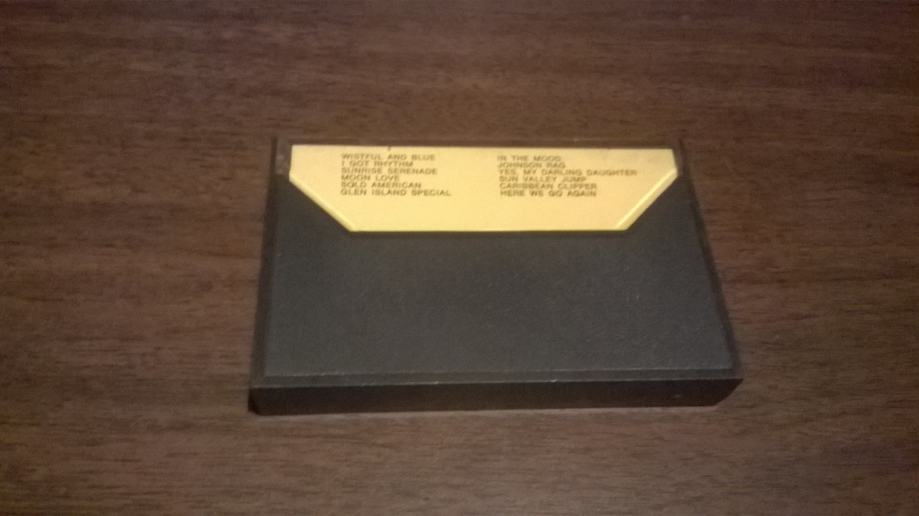 WISTFUL AND BLUE
I GOT RHYTHM
SUNRISE SERENADE
MOON LOVE
SOLD AMERICAN
GLEN ISLAND SPECIAL
IN THE MOOD
JOHNSON RAG
YES, MY DARLING DAUGHTER
SUN VALLEY JUMP
CARIBBEAN CLIPPER
HERE WE GO AGAIN